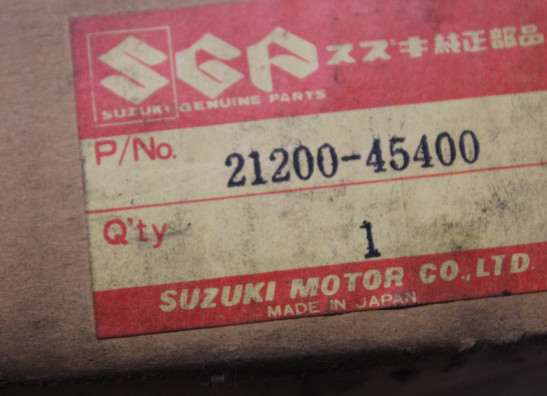 SGP スズキ純正部品
SUZUKI GENUINE PARTS
P/No. 21200-45400
Q'ty 1
SUZUKI MOTOR CO.,LTD.
MADE IN JAPAN